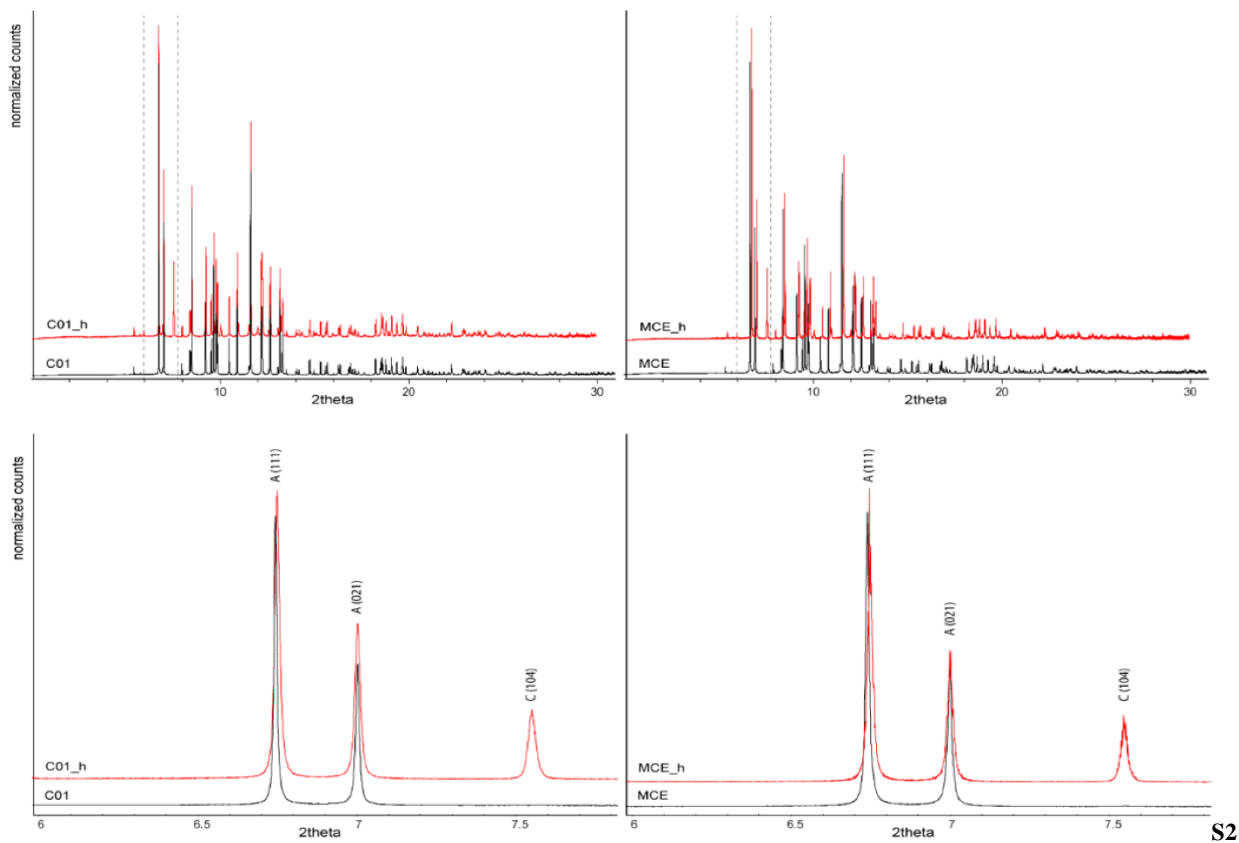 normalized counts
C01_h
C01
10
20
30
2theta
MCE_h
MCE
10
20
30
2theta
normalized counts
A (111)
A (021)
C (104)
C01_h
C01
6
6.5
7
7.5
2theta
A (111)
A (021)
C (104)
MCE_h
MCE
6
6.5
7
7.5
2theta
S2